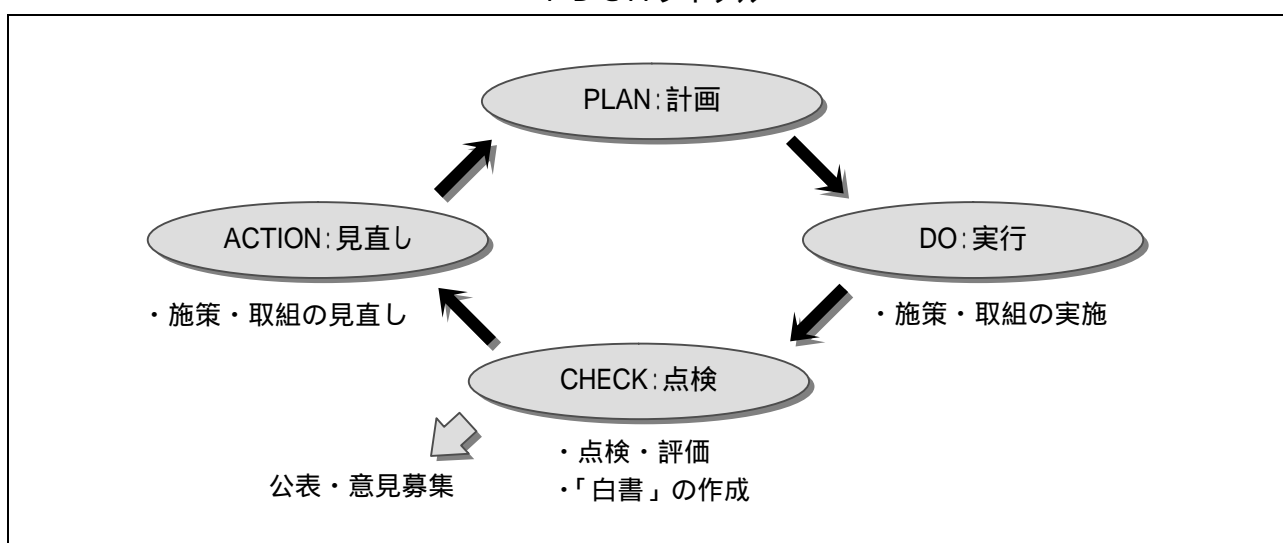 PLAN:計画
ACTION:見直し
DO:実行
・施策・取組の見直し
・施策・取組の実施
CHECK:点検
・点検・評価
公表・意見募集
・「白書」の作成